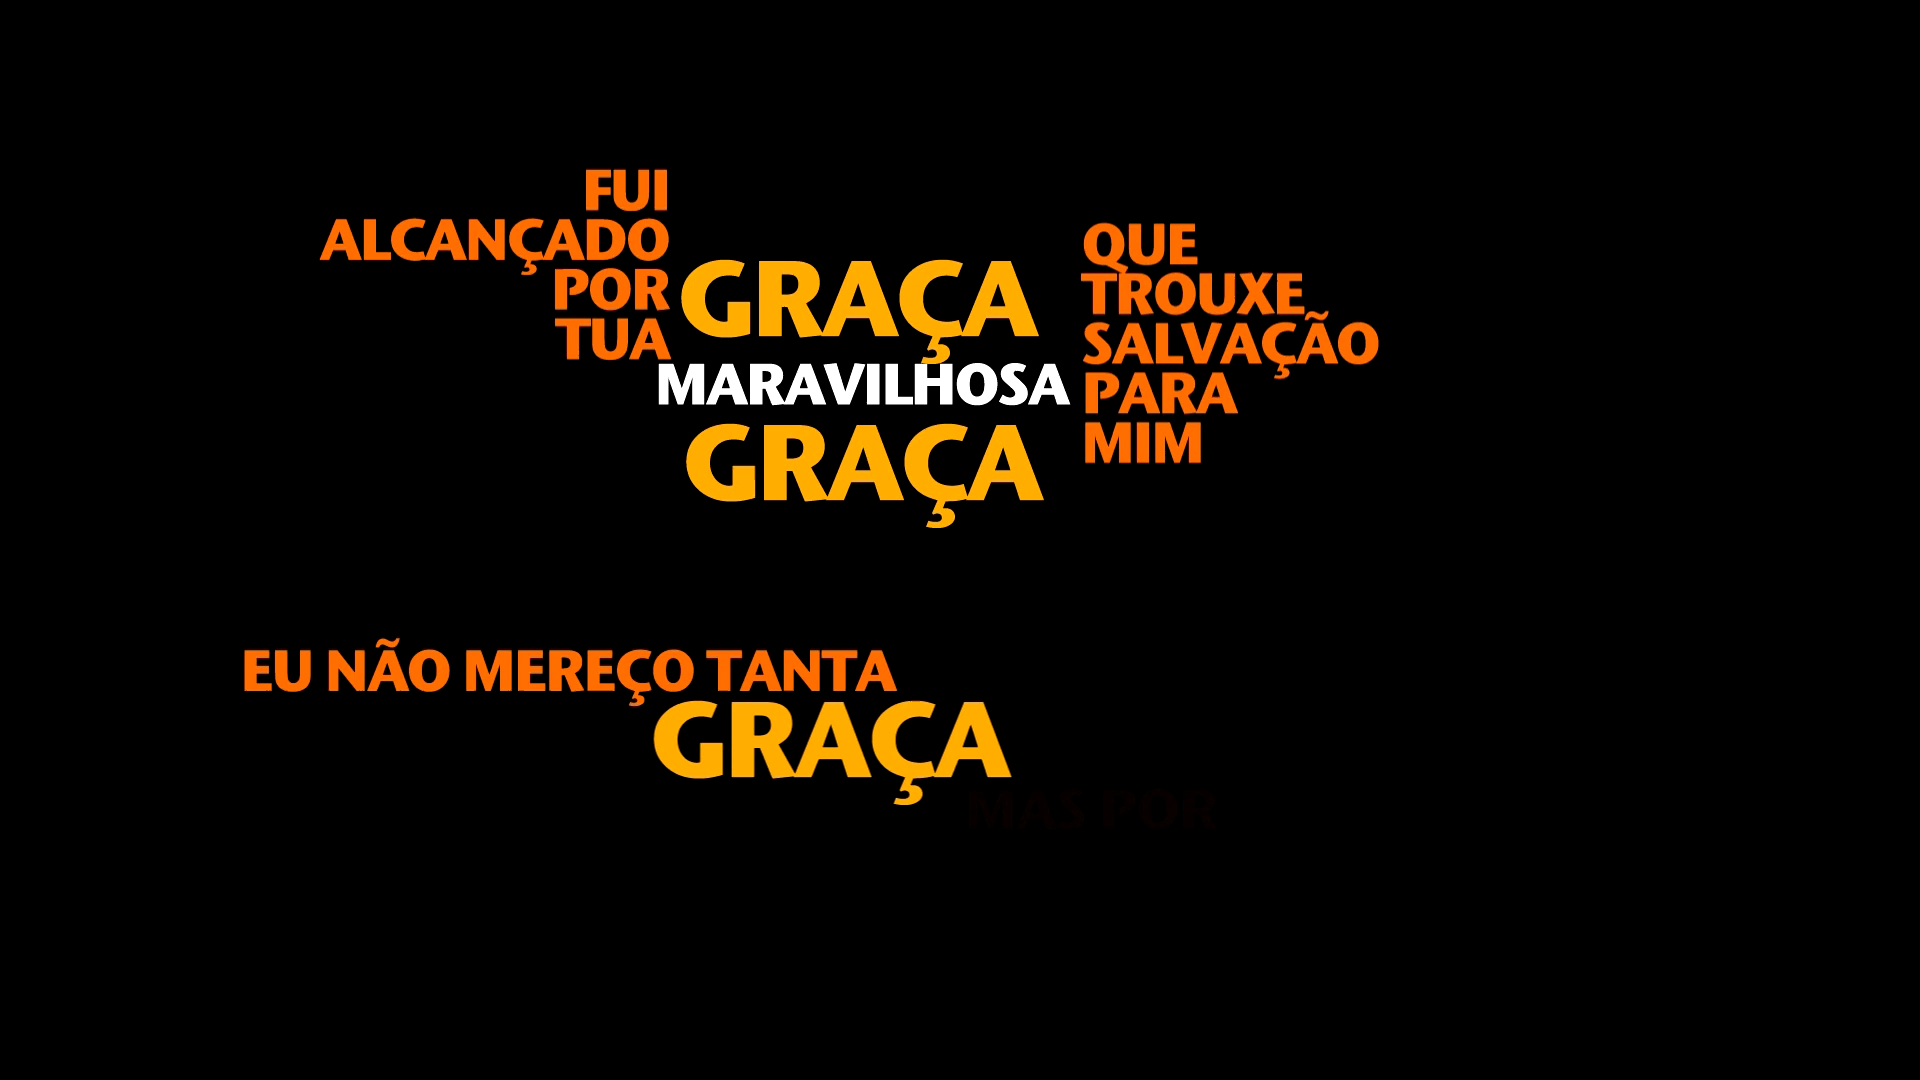 FUI
ALCANÇADO
POR
TUA
GRAÇA
MARAVILHOSA
GRAÇA
QUE
TROUXE
SALVAÇÃO
PARA
MIM
EU NÃO MEREÇO TANTA
GRAÇA
MAS POR